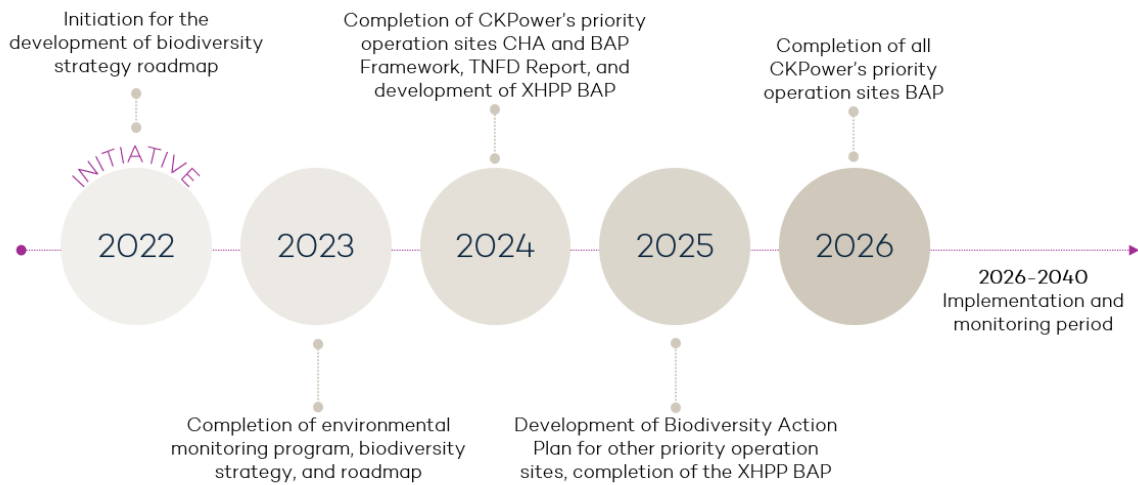 Initiation for the
development of biodiversity
strategy roadmap
Completion of CKPower's priority
operation sites CHA and BAP
Framework, TNFD Report, and
development of XHPP BAP
Completion of all
CKPower's priority
operation sites BAP
INITIATIVE
2022
2023
2024
2025
2026
2026-2040
Implementation and
monitoring period
Completion of environmental
monitoring program, biodiversity
strategy, and roadmap
Development of Biodiversity Action
Plan for other priority operation
sites, completion of the XHPP BAP